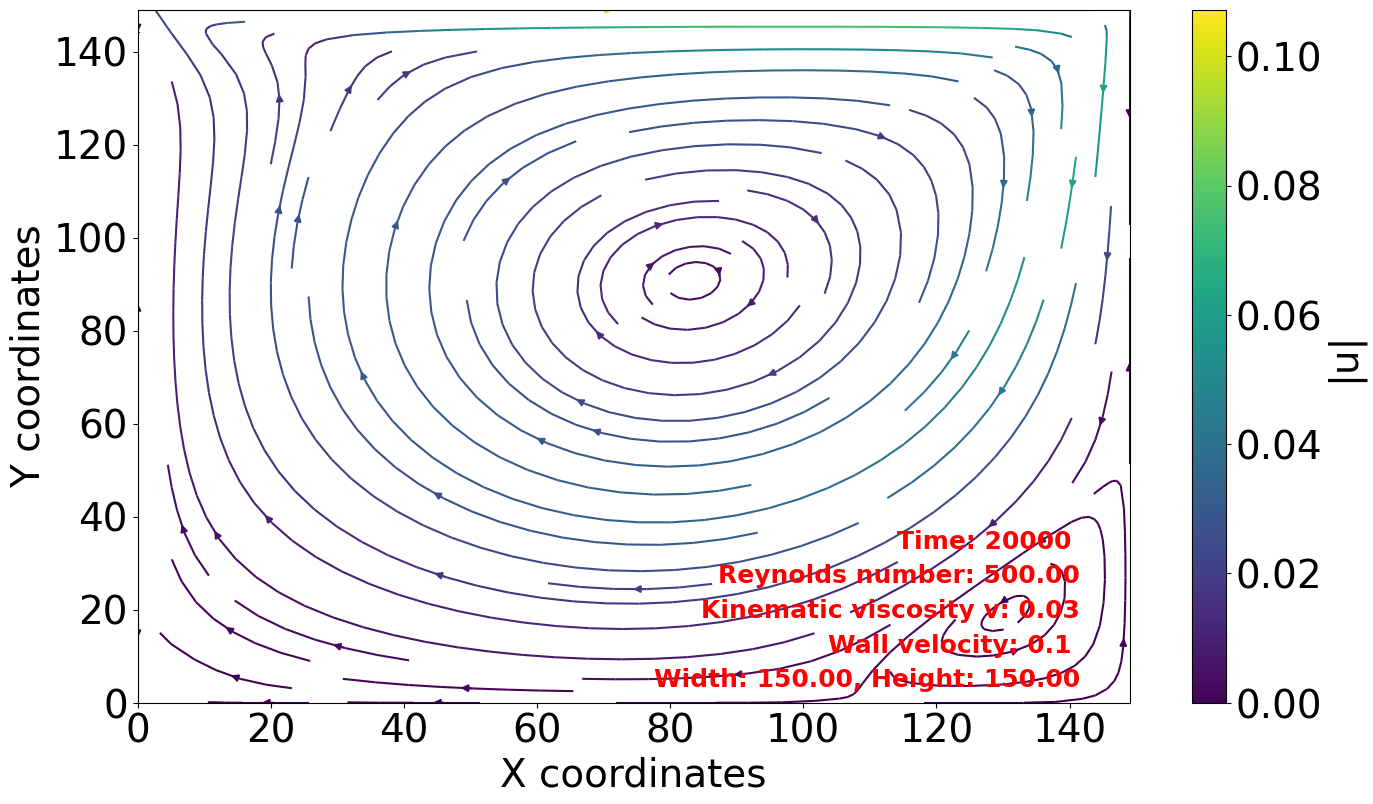 140
120
100
80
60
40
20
0
Y coordinates
Time: 20000
Reynolds number: 500.00
Kinematic viscosity v: 0.03
Wall velocity: 0.1
Width: 150.00, Height: 150.00
0 20 40 60 80 100 120 140
X coordinates
0.10
0.08
0.06
0.04
0.02
0.00
|u|